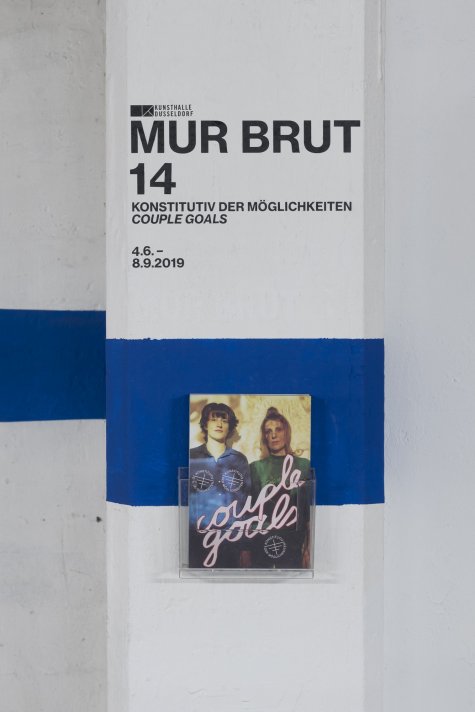 KUNSTHALLE
DÜSSELDORF
MUR BRUT
14
KONSTITUTIV DER MÖGLICHKEITEN
COUPLE GOALS
4.6. –
8.9.2019
couple
goals